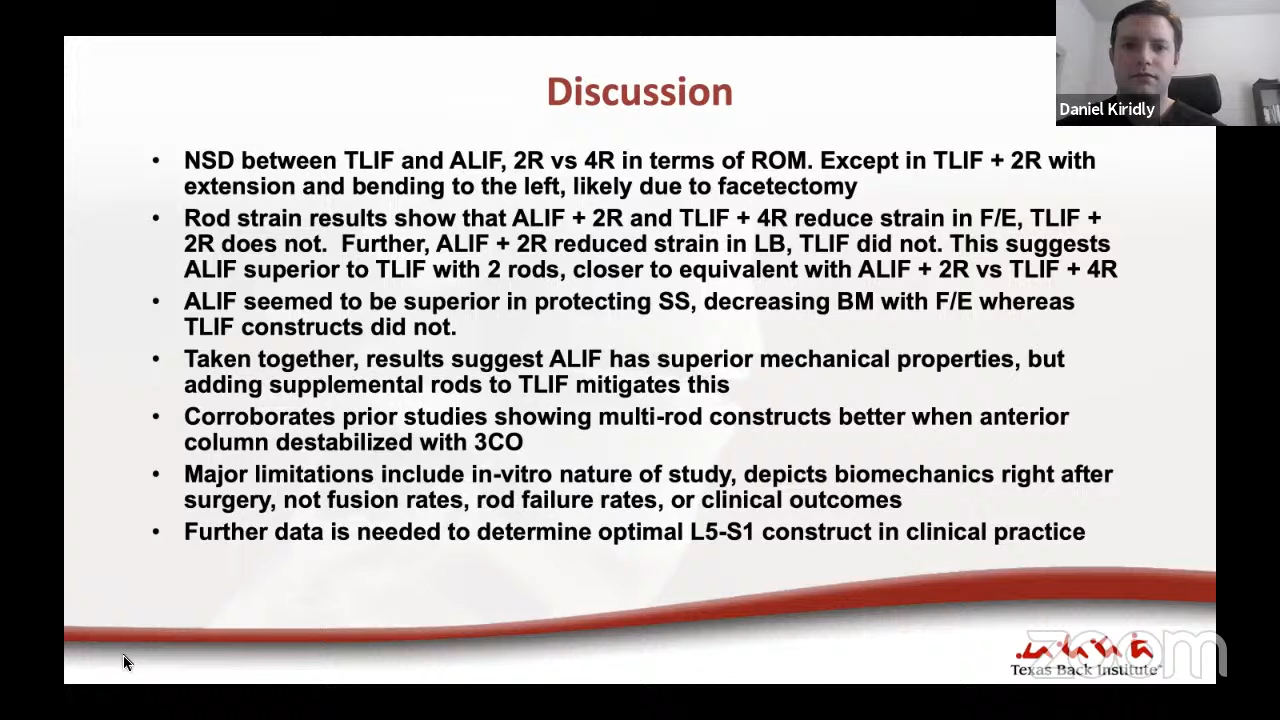 Daniel Kiridly
Discussion
• NSD between TLIF and ALIF, 2R vs 4R in terms of ROM. Except in TLIF + 2R with
extension and bending to the left, likely due to facetectomy
• Rod strain results show that ALIF + 2R and TLIF + 4R reduce strain in F/E, TLIF +
2R does not. Further, ALIF + 2R reduced strain in LB, TLIF did not. This suggests
ALIF superior to TLIF with 2 rods, closer to equivalent with ALIF + 2R vs TLIF + 4R
• ALIF seemed to be superior in protecting SS, decreasing BM with F/E whereas
TLIF constructs did not.
• Taken together, results suggest ALIF has superior mechanical properties, but
adding supplemental rods to TLIF mitigates this
• Corroborates prior studies showing multi-rod constructs better when anterior
column destabilized with 3CO
• Major limitations include in-vitro nature of study, depicts biomechanics right after
surgery, not fusion rates, rod failure rates, or clinical outcomes
• Further data is needed to determine optimal L5-S1 construct in clinical practice
zoom
Texas Back Institute